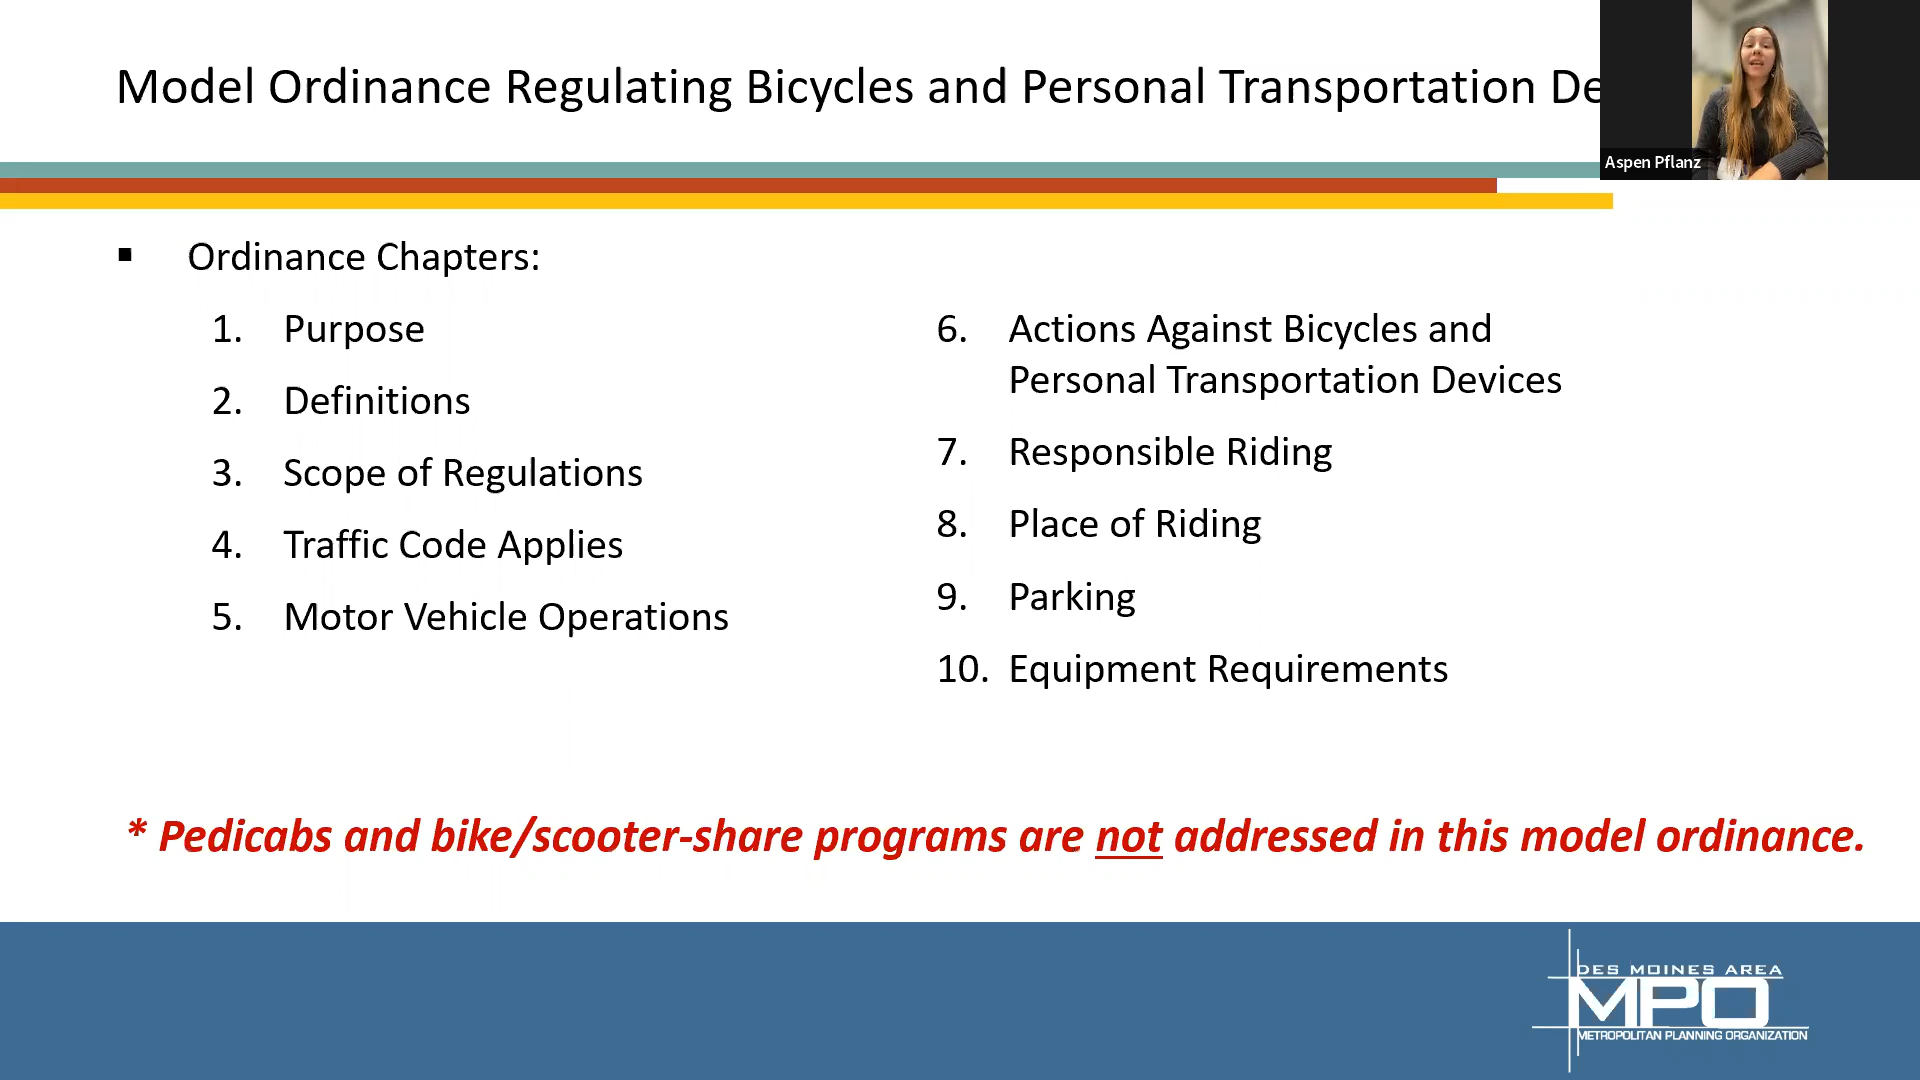 Model Ordinance Regulating Bicycles and Personal Transportation De
Aspen Pflanz
▪ Ordinance Chapters:
1. Purpose
2. Definitions
3. Scope of Regulations
4. Traffic Code Applies
5. Motor Vehicle Operations
6. Actions Against Bicycles and
Personal Transportation Devices
7. Responsible Riding
8. Place of Riding
9. Parking
10. Equipment Requirements
* Pedicabs and bike/scooter-share programs are not addressed in this model ordinance.
DES MOINES AREA
MPO
METROPOLITAN PLANNING ORGANIZATION